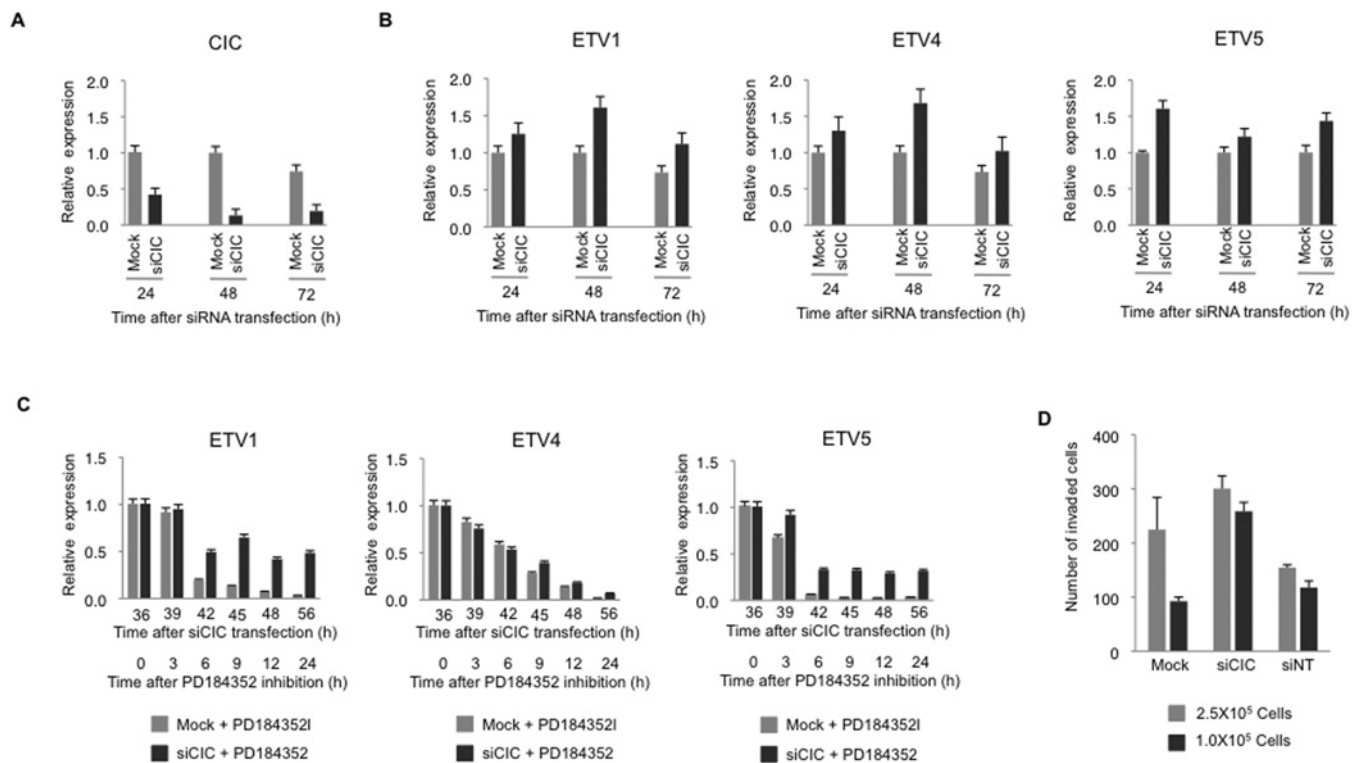 A
CIC
Relative expression
2.0
1.5
1.0
0.5
0.0
Mock siCIC Mock siCIC Mock siCIC
24 48 72
Time after siRNA transfection (h)
B
ETV1
Relative expression
2.0
1.5
1.0
0.5
0.0
Mock siCIC Mock siCIC Mock siCIC
24 48 72
Time after siRNA transfection (h)
ETV4
Relative expression
2.0
1.5
1.0
0.5
0.0
Mock siCIC Mock siCIC Mock siCIC
24 48 72
Time after siRNA transfection (h)
ETV5
Relative expression
2.0
1.5
1.0
0.5
0.0
Mock siCIC Mock siCIC Mock siCIC
24 48 72
Time after siRNA transfection (h)
C
ETV1
Relative expression
1.5
1.0
0.5
0.0
36 39 42 45 48 56
Time after siCIC transfection (h)
0 3 6 9 12 24
Time after PD184352 inhibition (h)
Mock + PD184352I
siCIC + PD184352
ETV4
Relative expression
1.5
1.0
0.5
0.0
36 39 42 45 48 56
Time after siCIC transfection (h)
0 3 6 9 12 24
Time after PD184352 inhibition (h)
Mock + PD184352I
siCIC + PD184352
ETV5
Relative expression
1.5
1.0
0.5
0.0
36 39 42 45 48 56
Time after siCIC transfection (h)
0 3 6 9 12 24
Time after PD184352 inhibition (h)
Mock + PD184352I
siCIC + PD184352
D
Number of invaded cells
400
300
200
100
0
Mock siCIC siNT
2.5X10⁵ Cells
1.0X10⁵ Cells